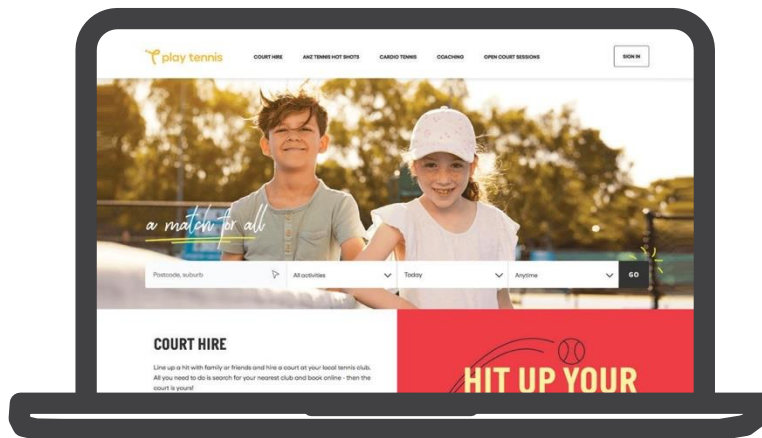 play tennis
COURT HIRE
ANZ TENNIS HOT SHOTS
CARDIO TENNIS
COACHING
OPEN COURT SESSIONS
SIGN IN
a match for all
Postcode, suburb
All activities
Today
Anytime
GO
COURT HIRE
Line up a hit with family or friends and hire a court at your local tennis club.
All you need to do is search for your nearest club and book online - then the
court is yours!
HIT UP YOUR